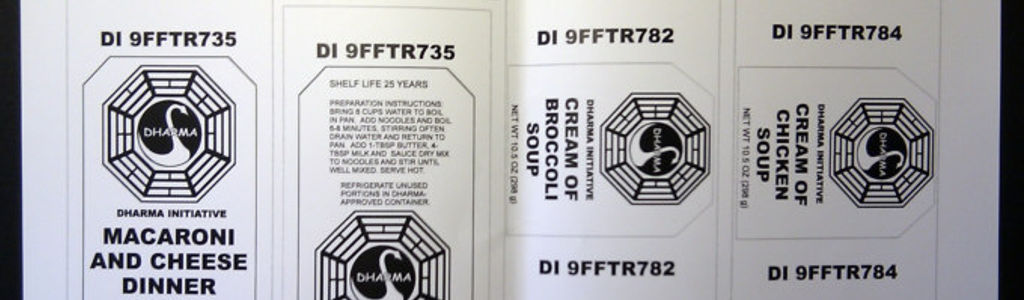 DI 9FFTR735
DHARMA
DHARMA INITIATIVE
MACARONI
AND CHEESE
DINNER
DI 9FFTR735
SHELF LIFE 25 YEARS
PREPARATION INSTRUCTIONS:
BRING 8 CUPS WATER TO BOIL
IN PAN. ADD NOODLES AND BOIL
6-8 MINUTES, STIRRING OFTEN
DRAIN WATER AND RETURN TO
PAN. ADD 1-TBSP BUTTER, 4-
TBSP MILK AND SAUCE DRY MIX
TO NOODLES AND STIR UNTIL
WELL MIXED. SERVE HOT.
REFRIGERATE UNUSED
PORTIONS IN DHARMA-
APPROVED CONTAINER.
DHARMA
DI 9FFTR782
DHARMA
DHARMA INITIATIVE
CREAM OF
BROCCOLI
SOUP
NET WT 10.5 OZ (298 g)
DI 9FFTR782
DI 9FFTR784
DHARMA
DHARMA INITIATIVE
CREAM OF
CHICKEN
SOUP
NET WT 10.5 OZ (298 g)
DI 9FFTR784